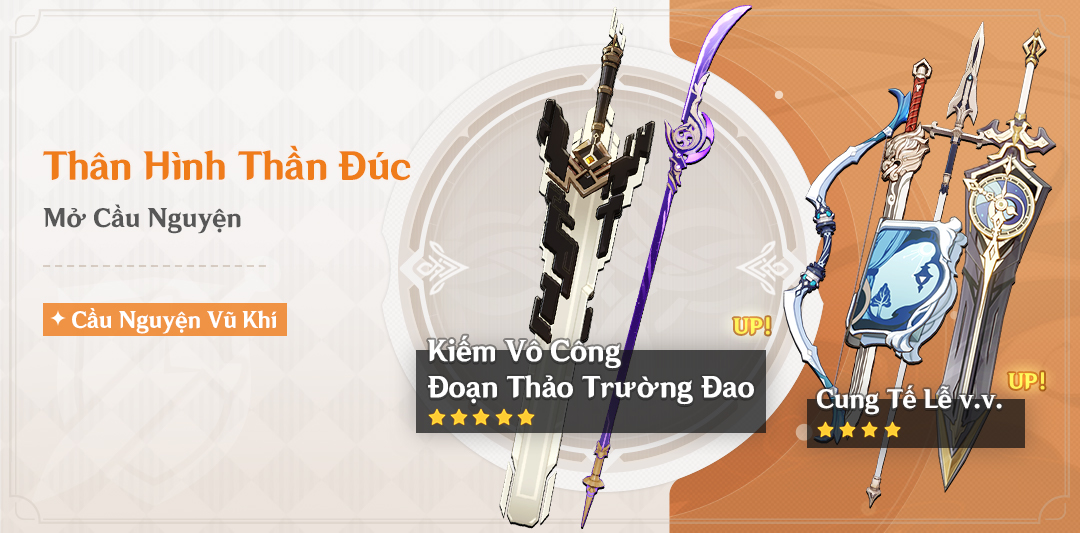 Thân Hình Thần Đúc
Mở Cầu Nguyện
Cầu Nguyện Vũ Khí
UP!
Kiếm Vô Công
Đoạn Thảo Trường Đao
UP!
Cung Tế Lễ v.v.